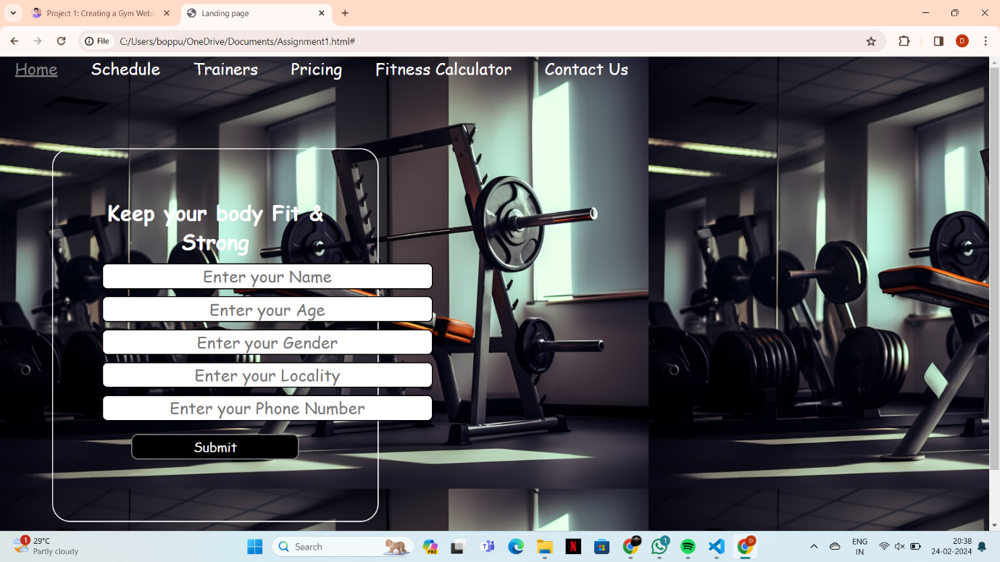 Project 1: Creating a Gym Webs
Landing page
File
C:/Users/boppu/OneDrive/Documents/Assignment1.html#
D
Home
Schedule
Trainers
Pricing
Fitness Calculator
Contact Us
Keep your body Fit &
Strong
Enter your Name
Enter your Age
Enter your Gender
Enter your Locality
Enter your Phone Number
Submit
1
29°C
Partly cloudy
Search
PRE
N
1
D
ENG
IN
20:38
24-02-2024